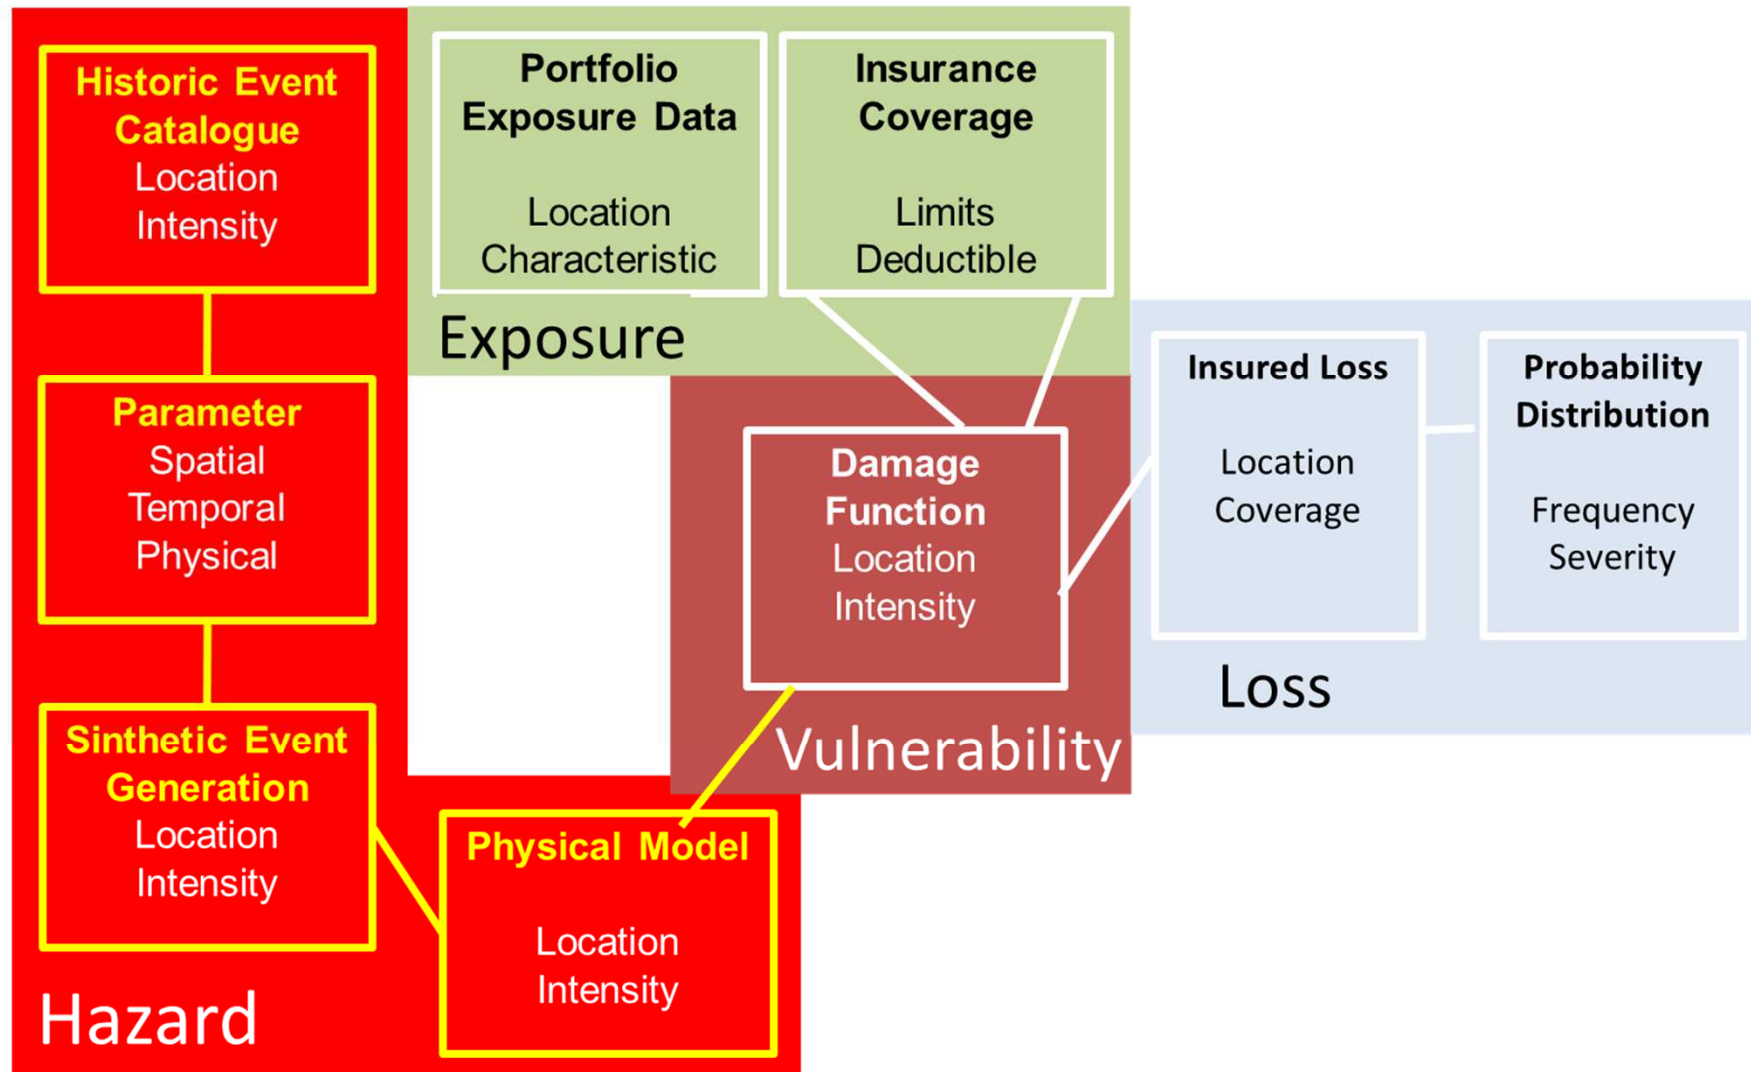 Historic Event
Catalogue
Location
Intensity
Parameter
Spatial
Temporal
Physical
Sinthetic Event
Generation
Location
Intensity
Physical Model
Location
Intensity
Hazard
Portfolio
Exposure Data
Location
Characteristic
Insurance
Coverage
Limits
Deductible
Exposure
Damage
Function
Location
Intensity
Vulnerability
Insured Loss
Location
Coverage
Probability
Distribution
Frequency
Severity
Loss